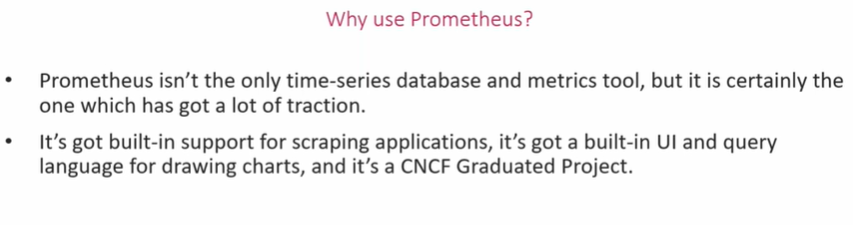 Why use Prometheus?
• Prometheus isn't the only time-series database and metrics tool, but it is certainly the
one which has got a lot of traction.
• It's got built-in support for scraping applications, it's got a built-in UI and query
language for drawing charts, and it's a CNCF Graduated Project.